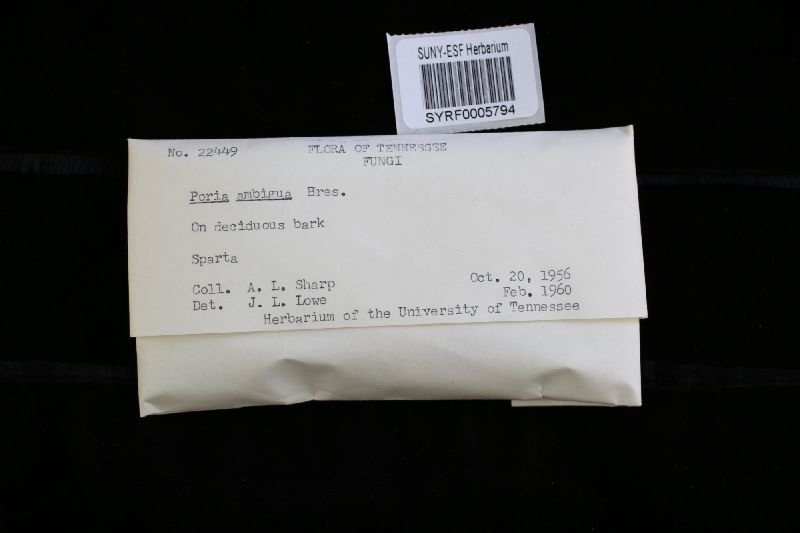 SUNY-ESF Herbarium
SYRF0005794
No. 22449 FLORA OF TENNESSEE
FUNGI
Poria ambigua Bres.
On deciduous bark
Sparta
Coll. A. L. Sharp Oct. 20, 1956
Det. J. L. Lowe Feb. 1960
Herbarium of the University of Tennessee